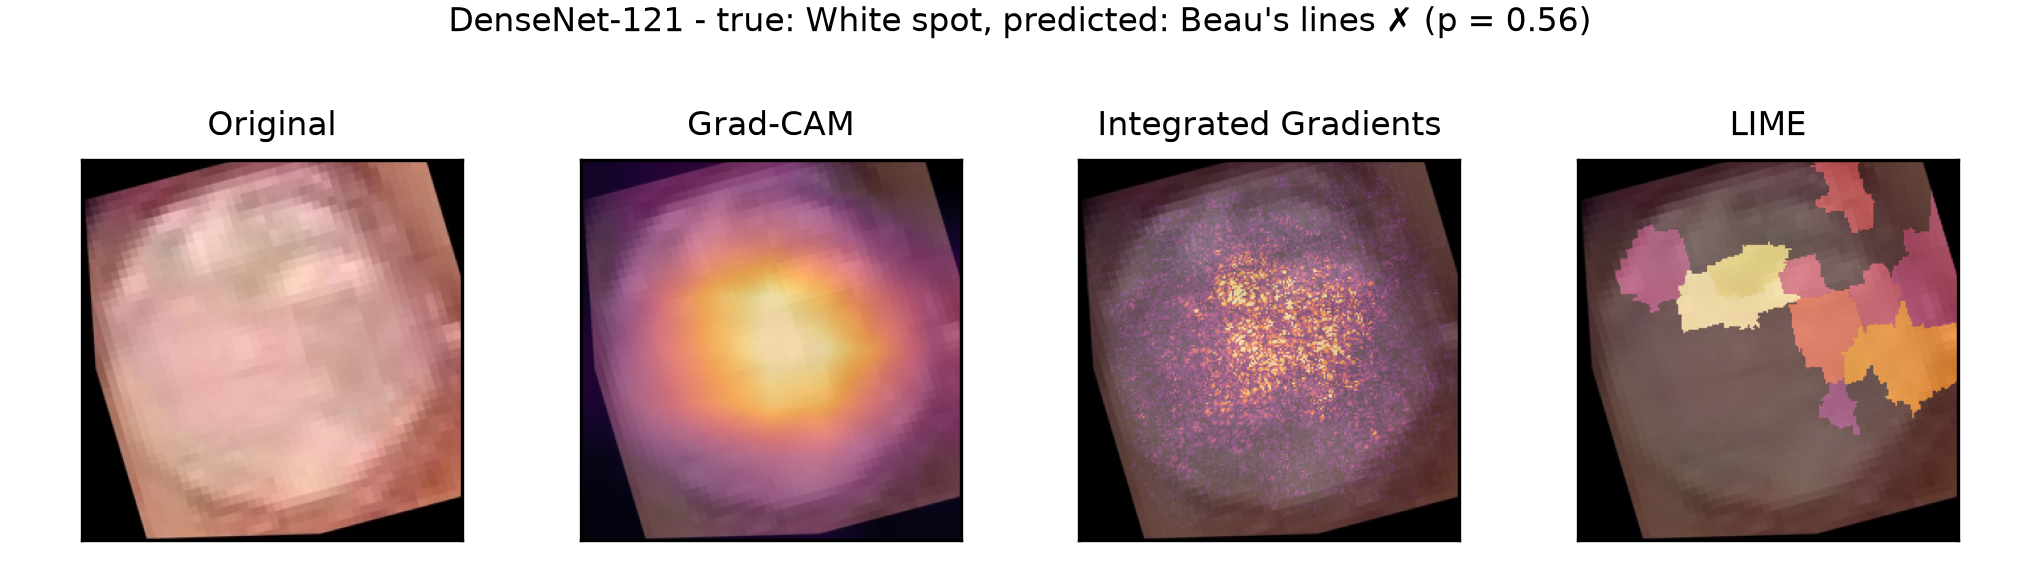 DenseNet-121 - true: White spot, predicted: Beau's lines ✗ (p = 0.56)
Original
Grad-CAM
Integrated Gradients
LIME